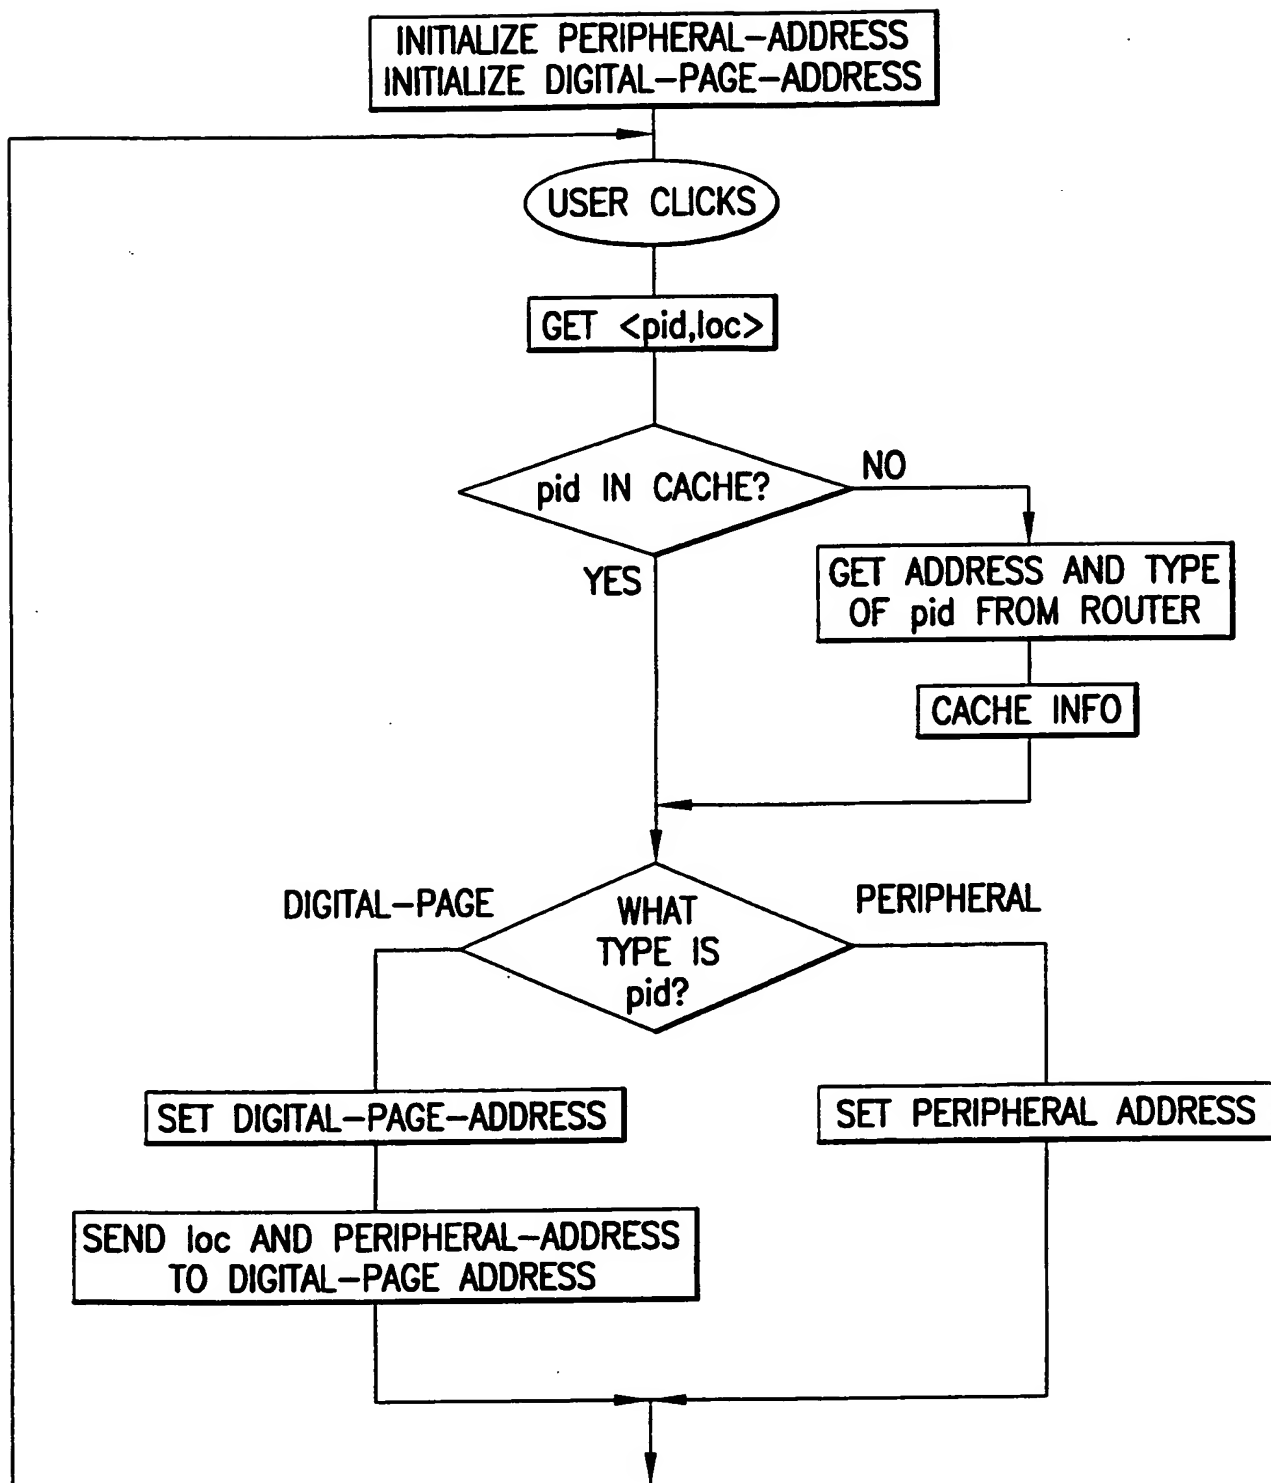 INITIALIZE PERIPHERAL-ADDRESS
INITIALIZE DIGITAL-PAGE-ADDRESS
USER CLICKS
GET <pid,loc>
pid IN CACHE?
NO
YES
GET ADDRESS AND TYPE
OF pid FROM ROUTER
CACHE INFO
DIGITAL-PAGE
WHAT
TYPE IS
pid?
PERIPHERAL
SET DIGITAL-PAGE-ADDRESS
SET PERIPHERAL ADDRESS
SEND loc AND PERIPHERAL-ADDRESS
TO DIGITAL-PAGE ADDRESS